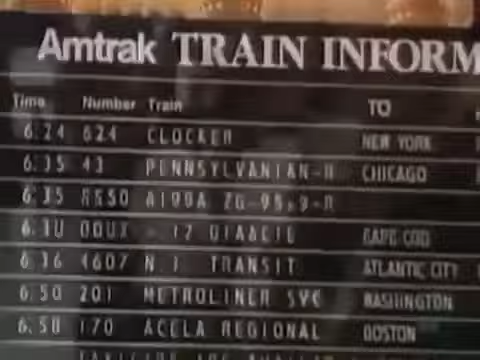 Amtrak TRAIN INFORM
Time Number Train TO
6:24 624 CLOCKER NEW YORK
6:35 43 PENNSYLVANIAN-R CHICAGO
6:35
CAPE COD
6:36 4607 N.J. TRANSIT ATLANTIC CITY
6:50 201 METROLINER SVC WASHINGTON
6:58 170 ACELA REGIONAL BOSTON